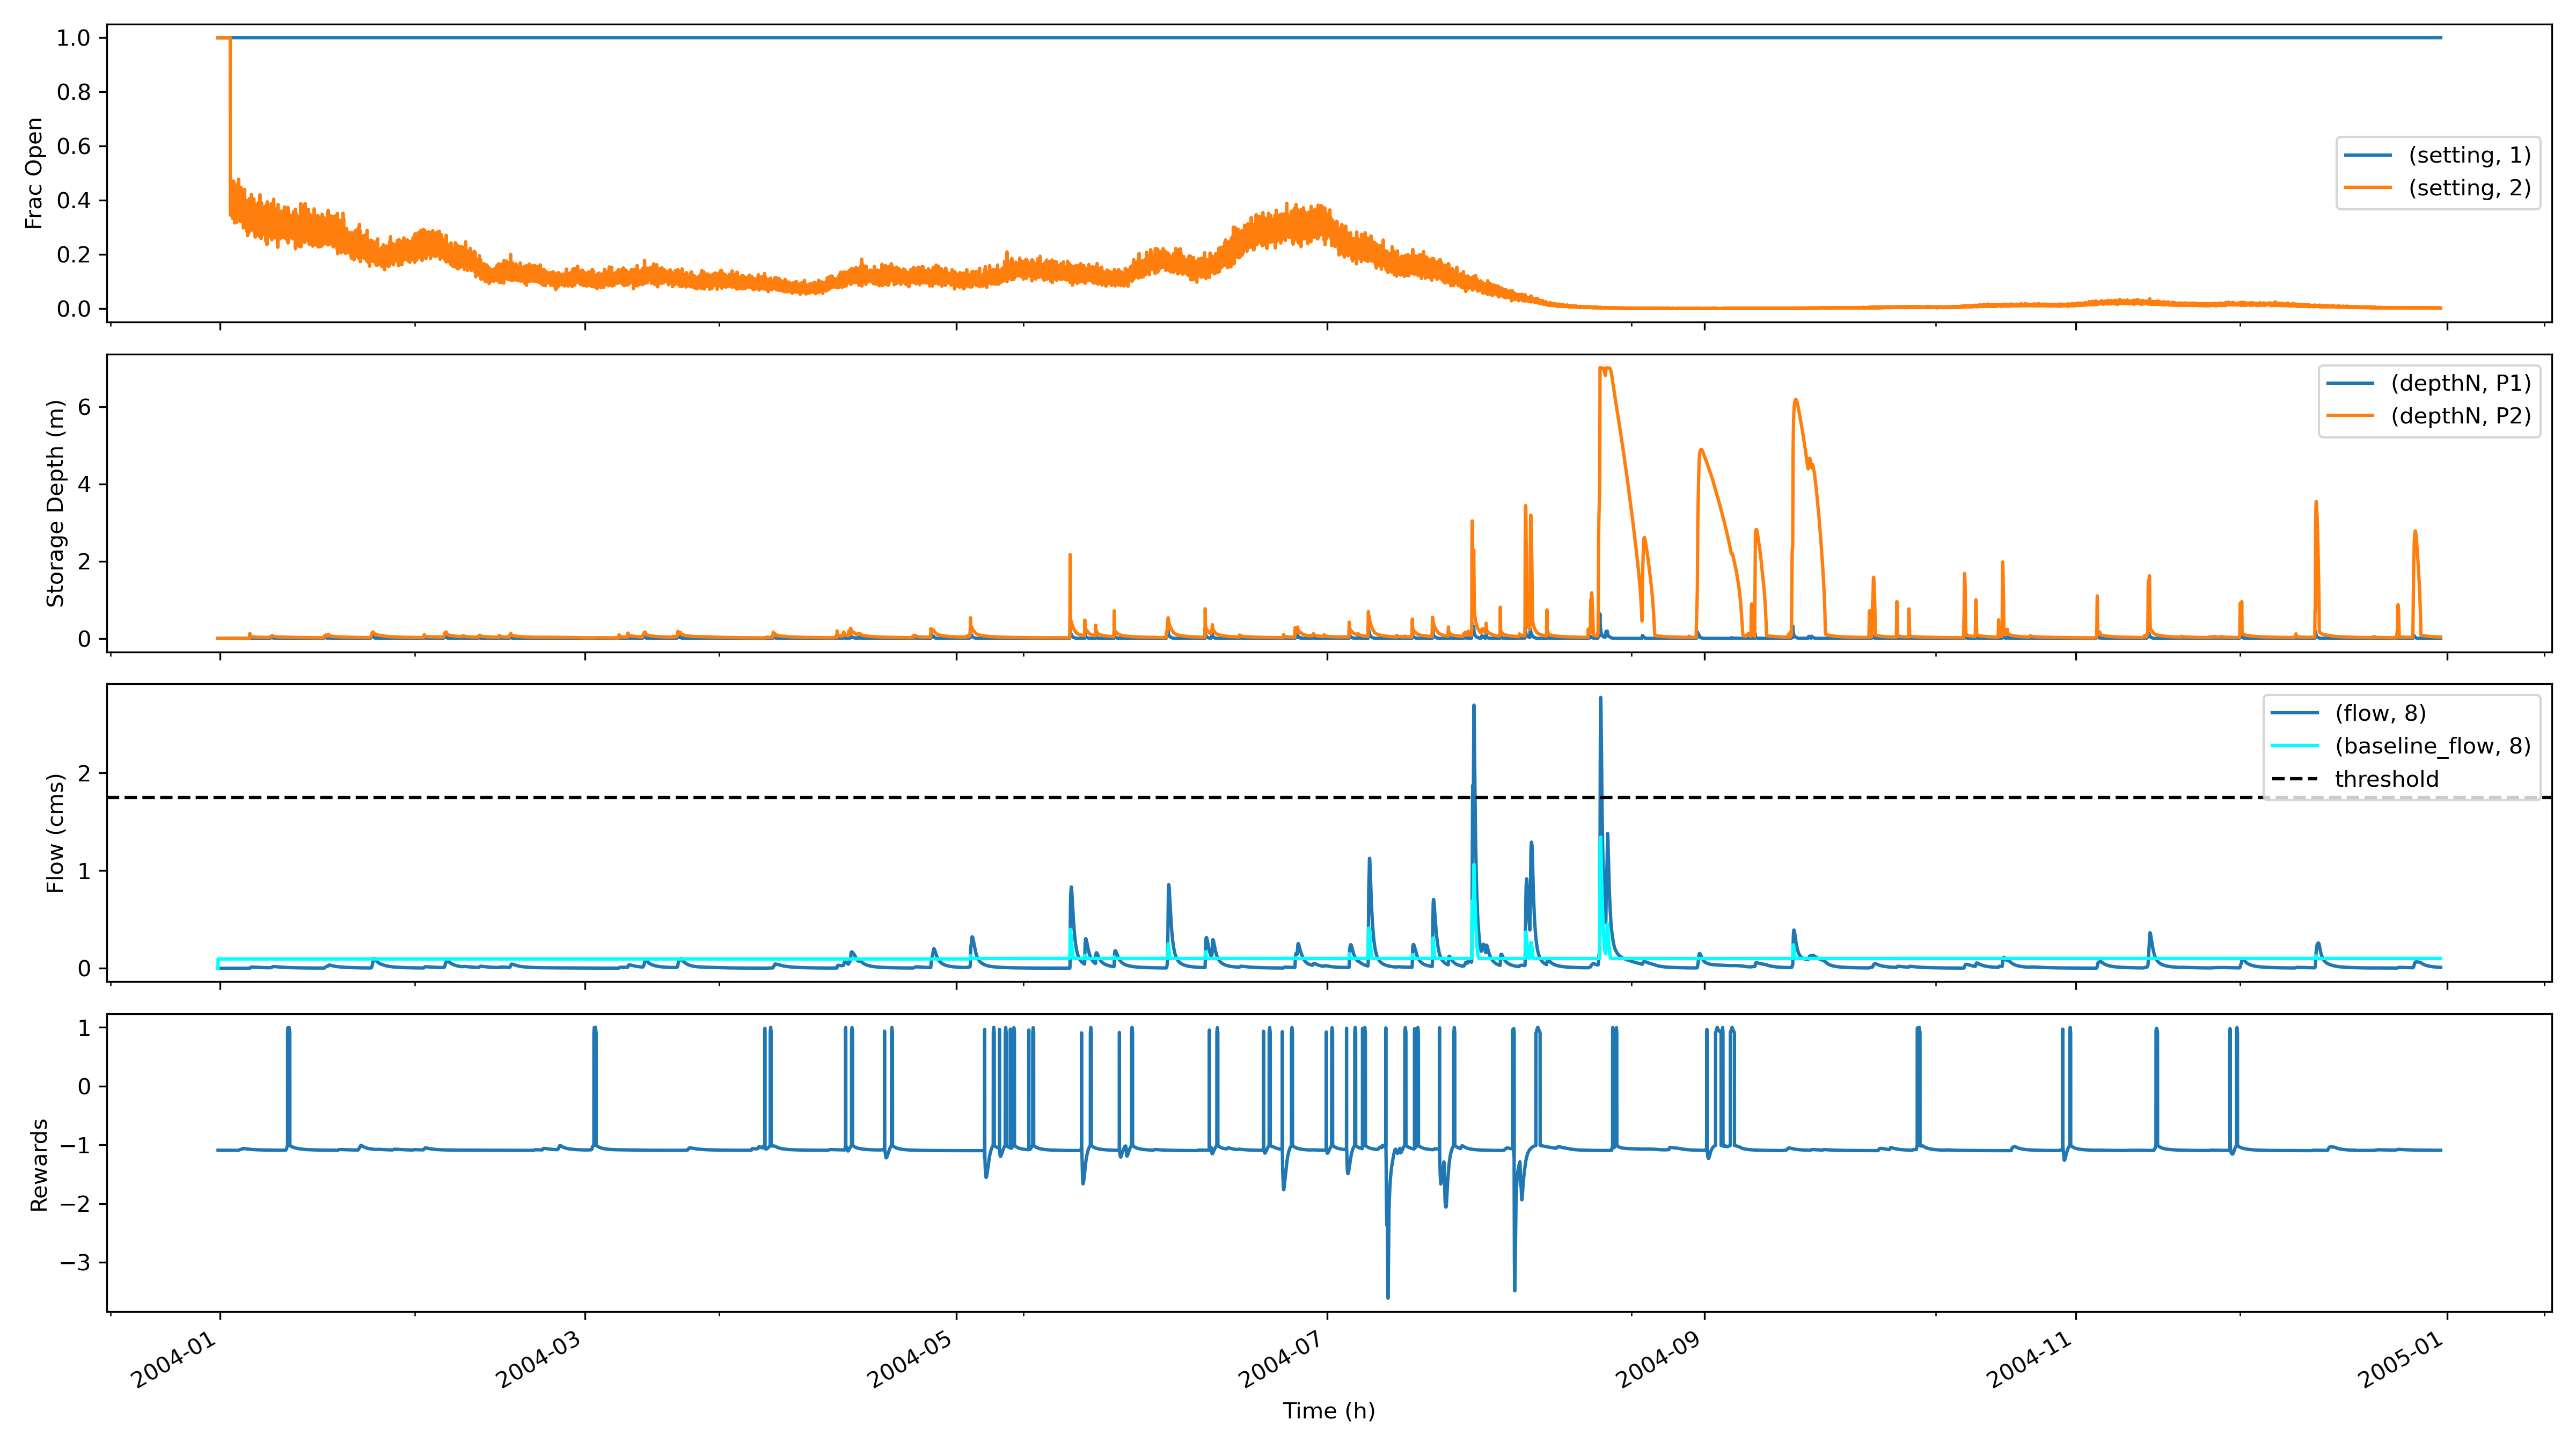 1.0
0.8
0.6
0.4
0.2
0.0
Frac Open
(setting, 1)
(setting, 2)
6
4
2
0
Storage Depth (m)
(depthN, P1)
(depthN, P2)
2
1
0
Flow (cms)
(flow, 8)
(baseline_flow, 8)
threshold
1
0
−1
−2
−3
Rewards
2004-01
2004-03
2004-05
2004-07
2004-09
2004-11
2005-01
Time (h)